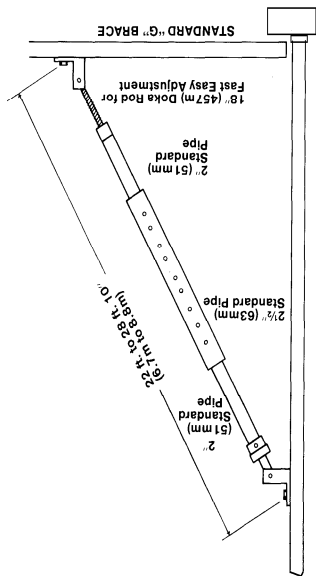 2"
(51mm)
Standard
Pipe
2½" (63mm)
Standard Pipe
22 ft. to 28 ft. 10"
(6.7m to 8.8m)
2" (51mm)
Standard
Pipe
18" (457m) Doka Rod for
Fast Easy Adjustment
STANDARD "G" BRACE